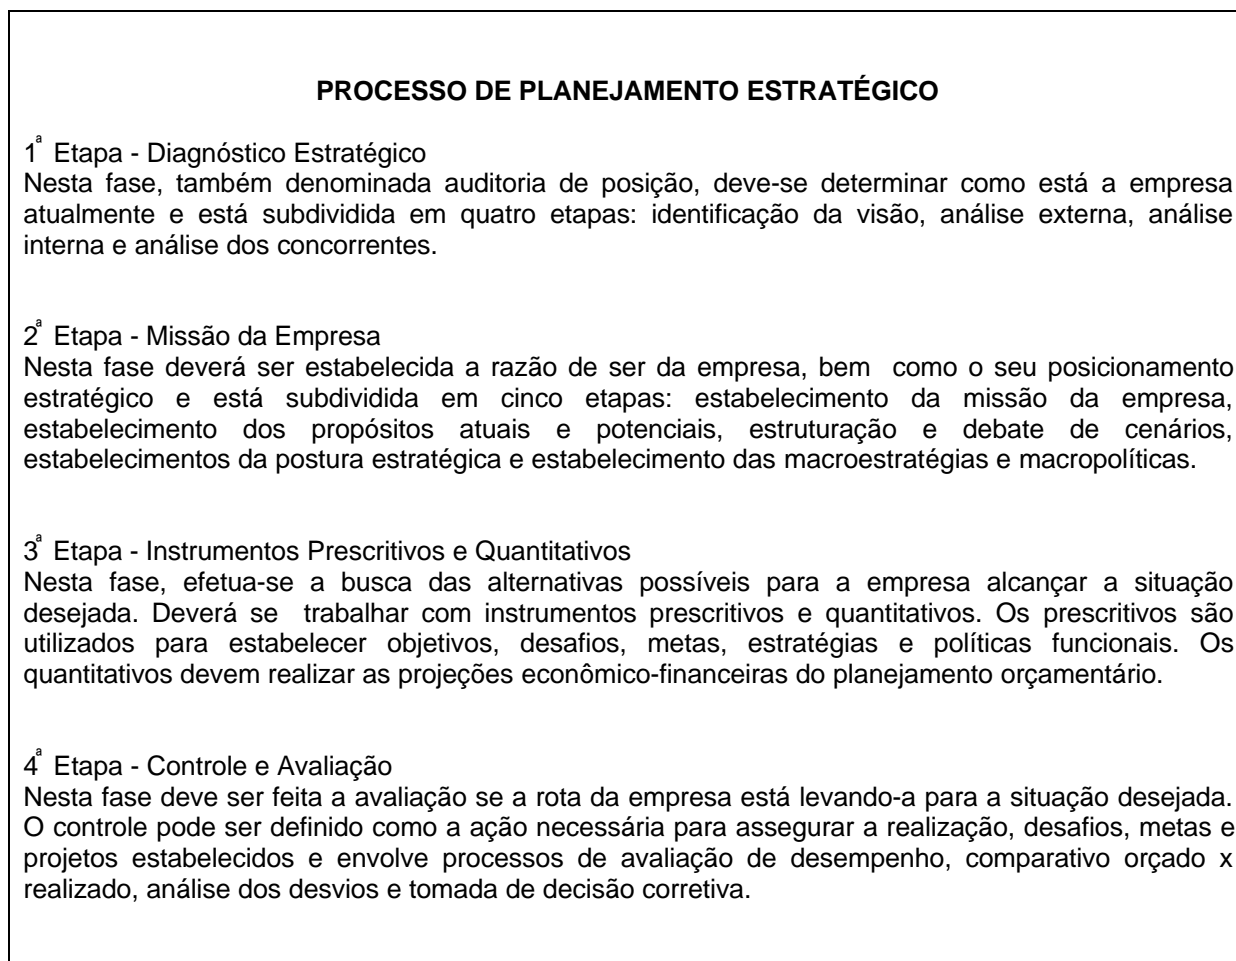 PROCESSO DE PLANEJAMENTO ESTRATÉGICO
1ª Etapa - Diagnóstico Estratégico
Nesta fase, também denominada auditoria de posição, deve-se determinar como está a empresa
atualmente e está subdividida em quatro etapas: identificação da visão, análise externa, análise
interna e análise dos concorrentes.
2ª Etapa - Missão da Empresa
Nesta fase deverá ser estabelecida a razão de ser da empresa, bem como o seu posicionamento
estratégico e está subdividida em cinco etapas: estabelecimento da missão da empresa,
estabelecimento dos propósitos atuais e potenciais, estruturação e debate de cenários,
estabelecimentos da postura estratégica e estabelecimento das macroestratégias e macropolíticas.
3ª Etapa - Instrumentos Prescritivos e Quantitativos
Nesta fase, efetua-se a busca das alternativas possíveis para a empresa alcançar a situação
desejada. Deverá se trabalhar com instrumentos prescritivos e quantitativos. Os prescritivos são
utilizados para estabelecer objetivos, desafios, metas, estratégias e políticas funcionais. Os
quantitativos devem realizar as projeções econômico-financeiras do planejamento orçamentário.
4ª Etapa - Controle e Avaliação
Nesta fase deve ser feita a avaliação se a rota da empresa está levando-a para a situação desejada.
O controle pode ser definido como a ação necessária para assegurar a realização, desafios, metas e
projetos estabelecidos e envolve processos de avaliação de desempenho, comparativo orçado x
realizado, análise dos desvios e tomada de decisão corretiva.